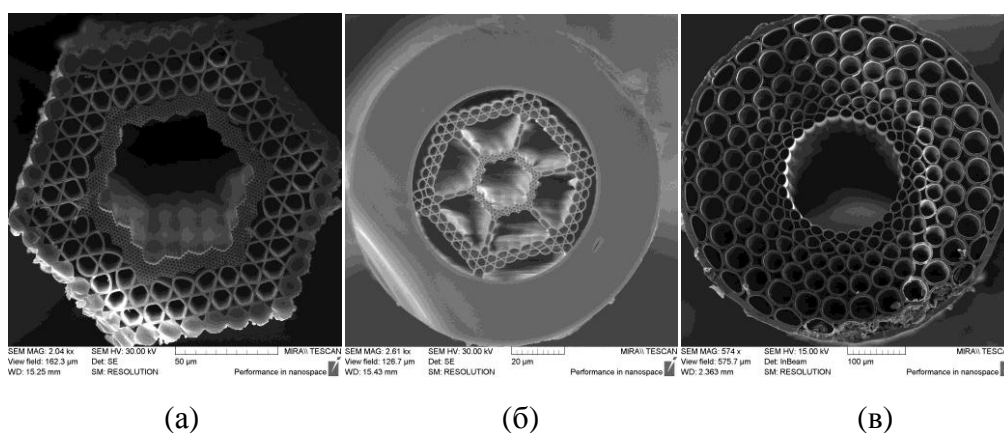 SEM MAG: 2.04 kx SEM HV: 30.00 kV MIRA\\ TESCAN
View field: 162.3 µm Det: SE 50 µm
WD: 15.25 mm SM: RESOLUTION Performance in nanospace
SEM MAG: 2.61 kx SEM HV: 30.00 kV MIRA\\ TESCAN
View field: 126.7 µm Det: SE 20 µm
WD: 15.43 mm SM: RESOLUTION Performance in nanospace
SEM MAG: 574 x SEM HV: 15.00 kV MIRA\\ TESCAN
View field: 575.7 µm Det: InBeam 100 µm
WD: 2.363 mm SM: RESOLUTION Performance in nanospace
(а) (б) (в)